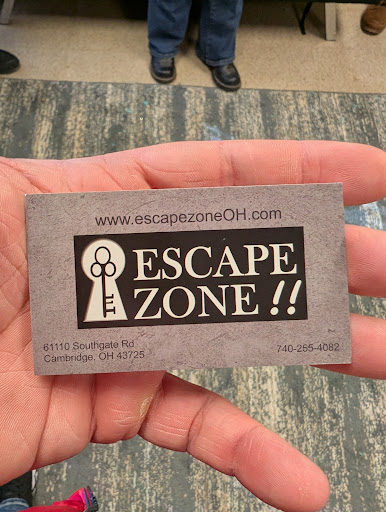 www.escapezoneOH.com
ESCAPE
ZONE!!
61110 Southgate Rd
Cambridge, OH 43725
740-265-4082